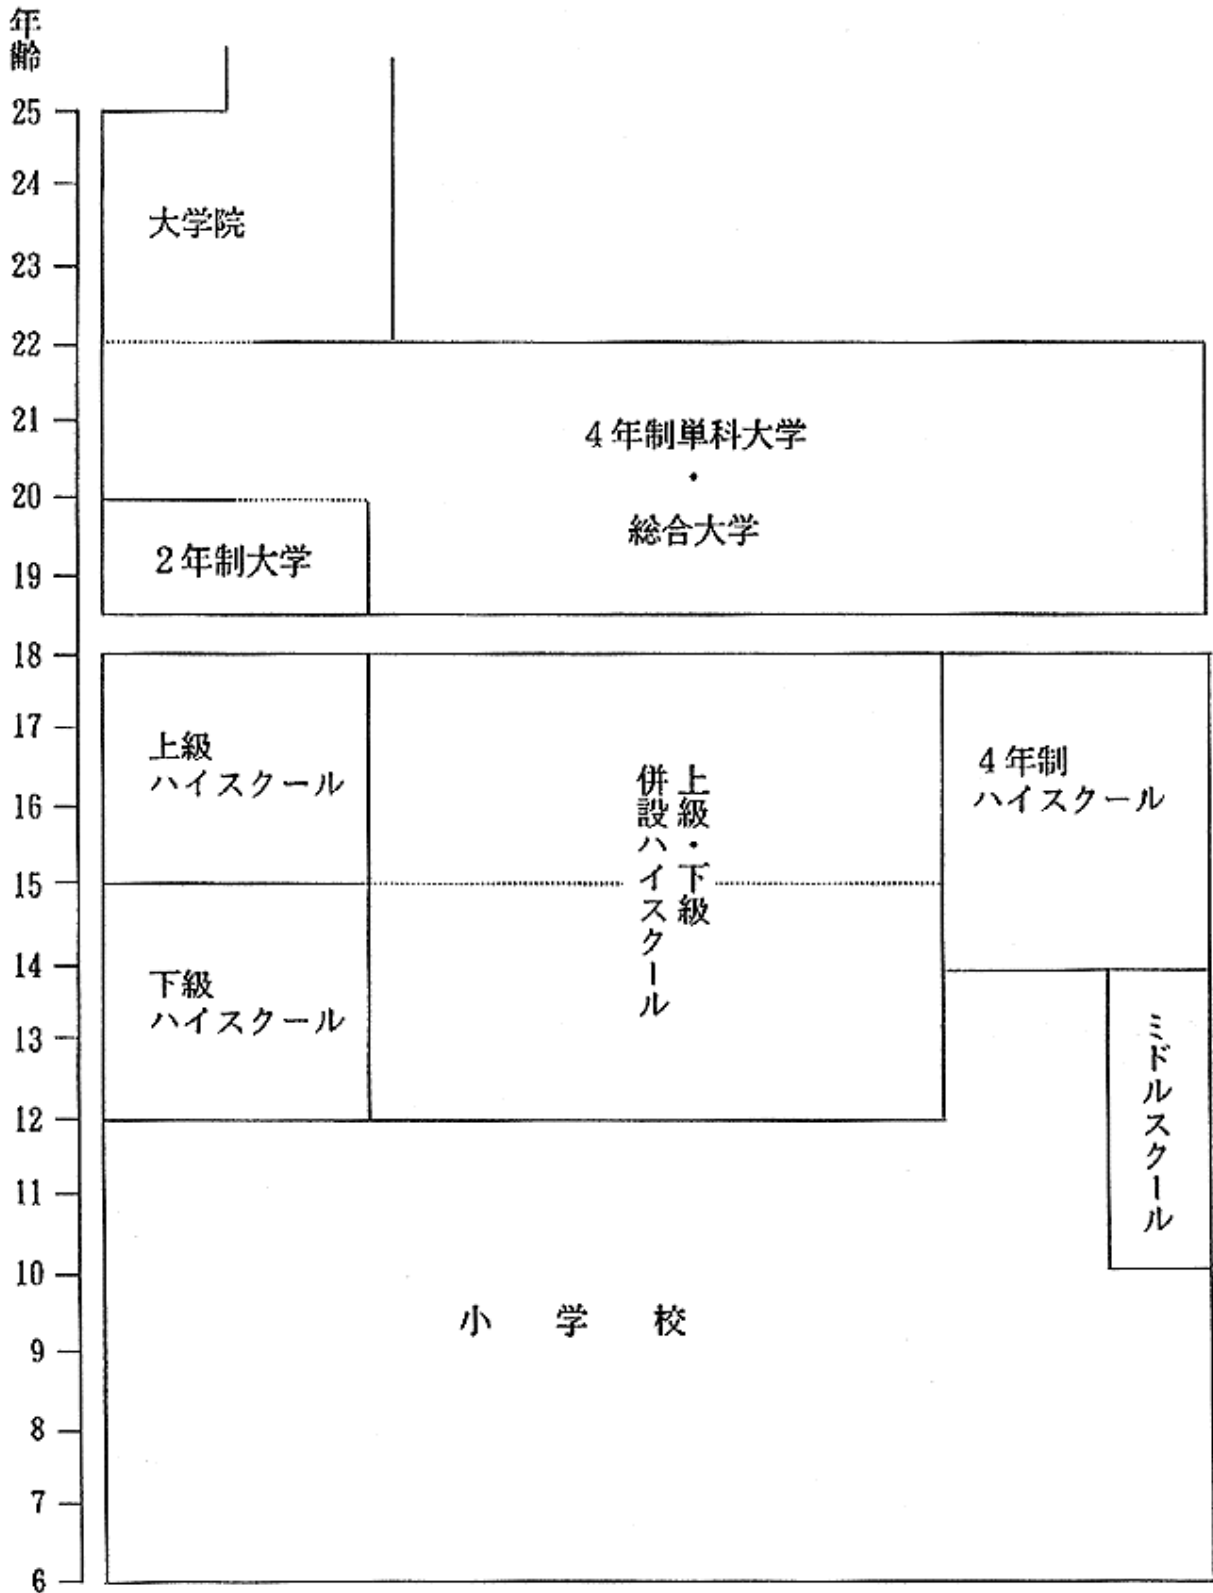 年齢
25
24
大学院
23
22
21
4年制単科大学
・
20
総合大学
2年制大学
19
18
17
上級
ハイスクール
4年制
ハイスクール
16
上級・下級
併設ハイスクール
15
14
下級
ハイスクール
13
ミドルスクール
12
11
10
小学校
9
8
7
6